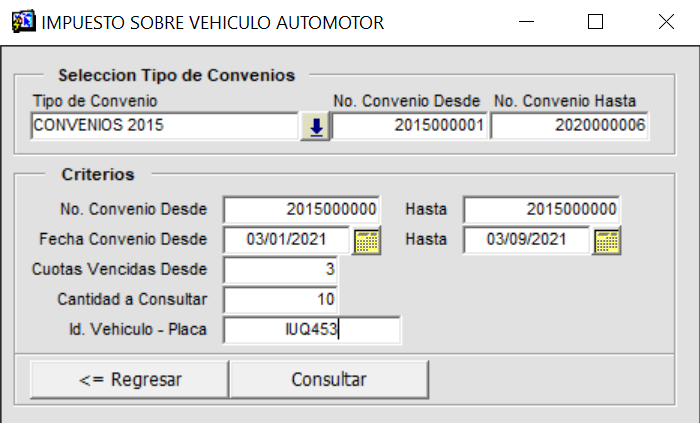 IMPUESTO SOBRE VEHICULO AUTOMOTOR
Seleccion Tipo de Convenios
Tipo de Convenio No. Convenio Desde No. Convenio Hasta
CONVENIOS 2015 2015000001 2020000006
Criterios
No. Convenio Desde 2015000000 Hasta 2015000000
Fecha Convenio Desde 03/01/2021 Hasta 03/09/2021
Cuotas Vencidas Desde 3
Cantidad a Consultar 10
Id. Vehiculo - Placa IUQ453
<= Regresar Consultar